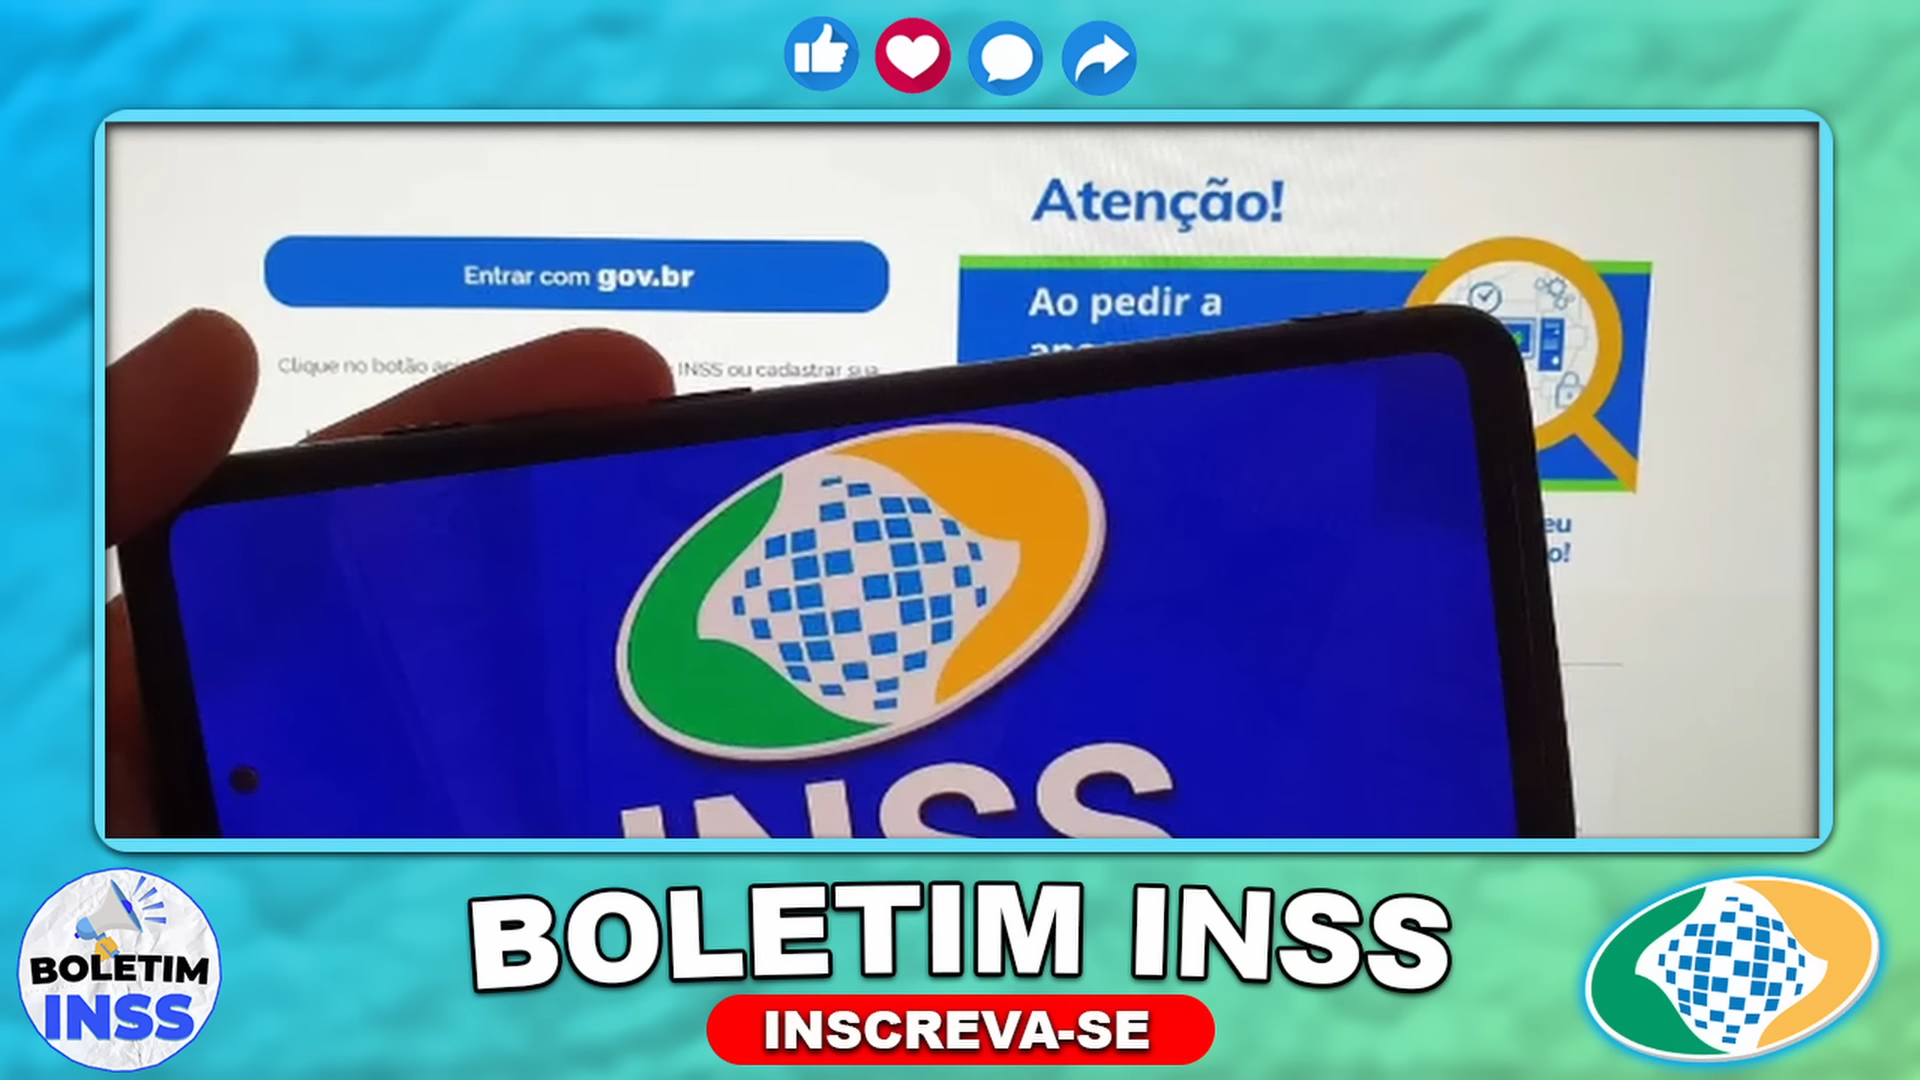 Atenção!
Entrar com gov.br
Ao pedir a
Clique no botão
INSS ou cadastrar sua
eu
o!
INSS
BOLETIM INSS
INSCREVA-SE
BOLETIM
INSS